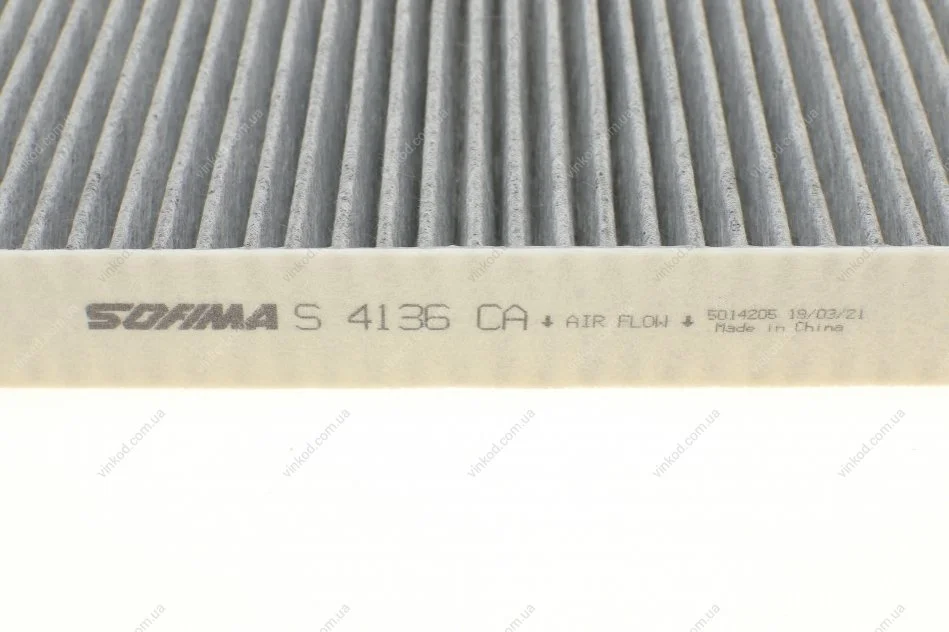 SOFIMA S 4136 CA ↓ AIR FLOW ↓ 5014205 19/03/21
Made in China
vinkod.com.ua